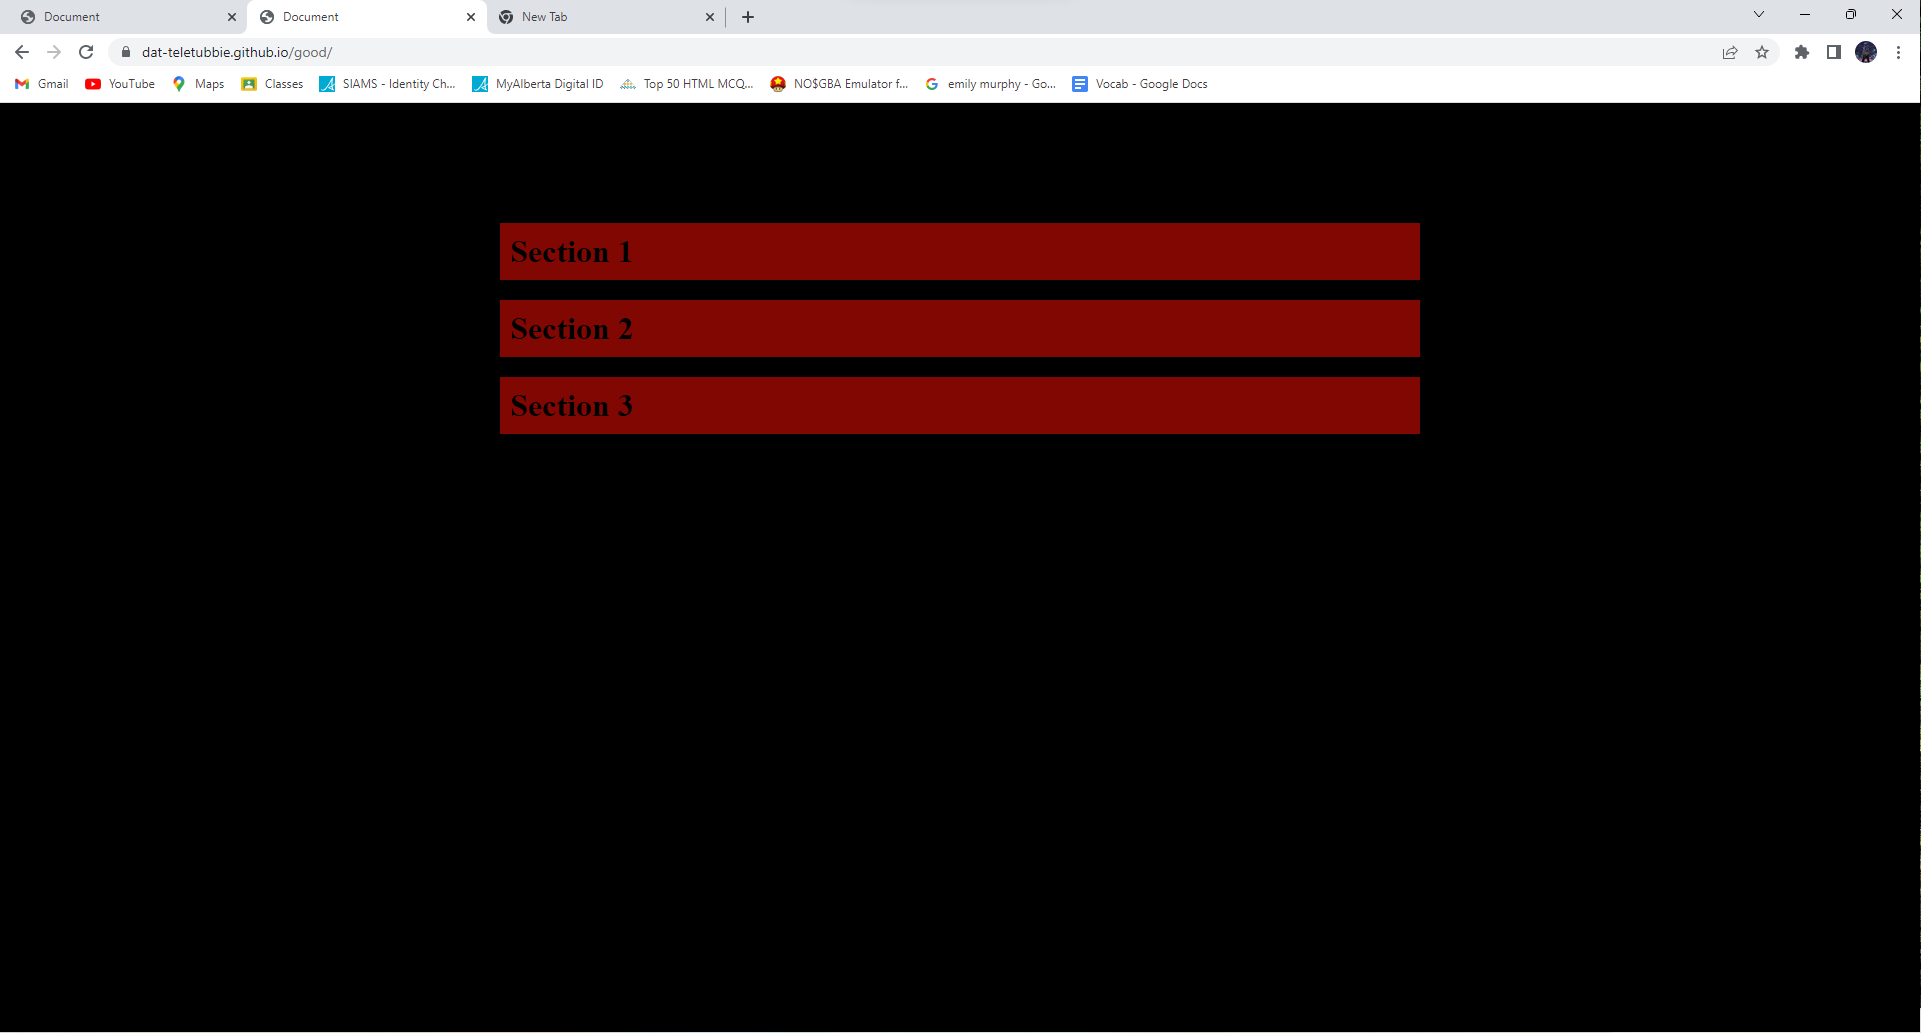 Document Document New Tab
dat-teletubbie.github.io/good/
Gmail YouTube Maps Classes SIAMS - Identity Ch... MyAlberta Digital ID Top 50 HTML MCQ... NO$GBA Emulator f... emily murphy - Go... Vocab - Google Docs
Section 1
Section 2
Section 3